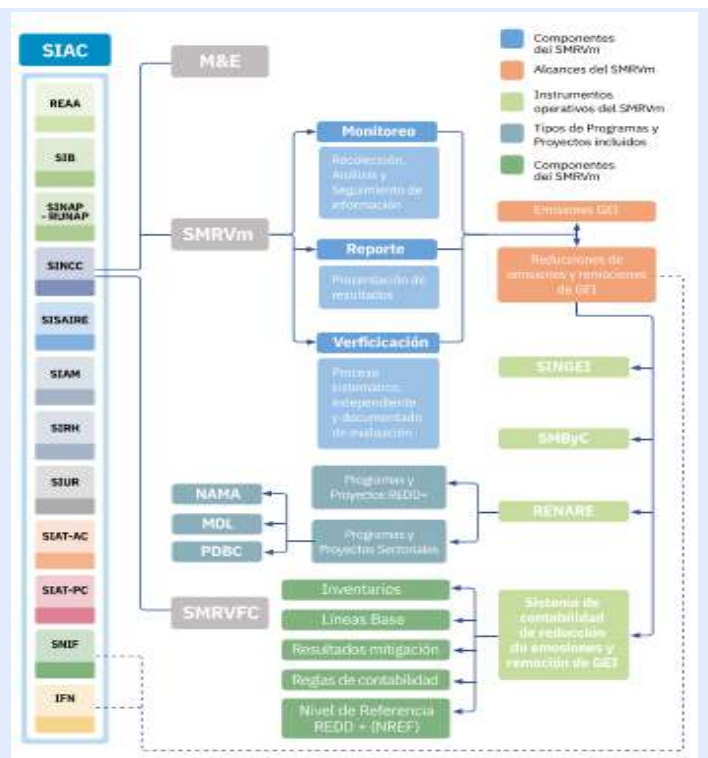 SIAC
REAA
SIB
SINAP
- RUNAP
SINCC
SISAIRE
SIAM
SIRH
SIUR
SIAT-AC
SIAT-PC
SNIF
IFN
M&E
SMRVm
SMRVFC
Monitoreo
Recolección,
Análisis y
Seguimiento de
información
Reporte
Presentación de
resultados
Verficicación
Proceso
sistemático,
independiente
y documentado
de evaluación
Componentes
del SMRVm
Alcances del SMRVm
Instrumentos
operativos del SMRVm
Tipos de Programas y
Proyectos incluidos
Componentes
del SMRVm
Emisiones GEI
Reducciones de
emisiones y remociones
de GEI
SINGEI
SMByC
RENARE
Programas y
Proyectos REDD+
Programas y
Proyectos Sectoriales
NAMA
MDL
PDBC
Sistema de
contabilidad
de reducción
de emosiones y
remoción de GEI
Inventarios
Líneas Base
Resultados mitigación
Reglas de contabilidad
Nivel de Referencia
REDD + (NREF)